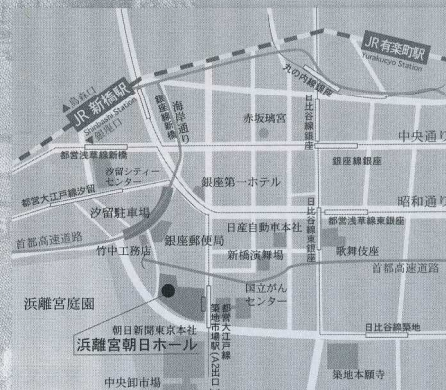 JR有楽町駅
Yurakucyo Station
丸の内線銀座
JR 新橋駅
Shinbashi Station
▲烏森口
▼御座口
銀座線新橋
海岸通り
赤坂璃宮
日比谷線銀座
中央通り
都営浅草線新橋
汐留シティー
センター
銀座線銀座
都営大江戸線汐留
銀座第一ホテル
昭和通り
汐留駐車場
日産自動車本社
日比谷線東銀座
都営浅草線東銀座
首都高速道路
竹中工務店
銀座郵便局
新橋演舞場
歌舞伎座
首都高速道路
国立がん
センター
浜離宮庭園
朝日新聞東京本社
浜離宮朝日ホール
都営大江戸線
築地市場駅(A2出口
日比谷線築地
中央卸市場
築地本願寺